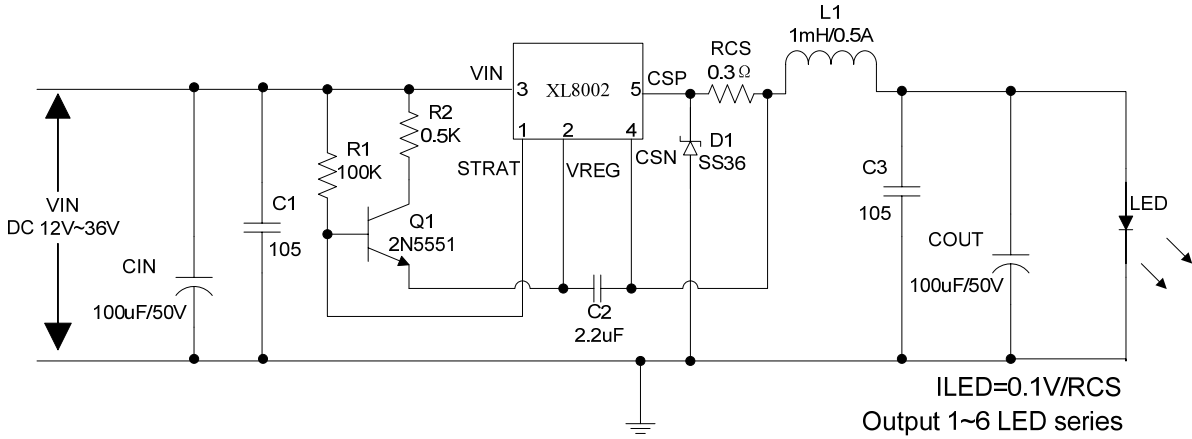 L1
1mH/0.5A
RCS
0.3Ω
VIN
3
XL8002
5
CSP
1
2
4
STRAT
VREG
CSN
R2
0.5K
R1
100K
D1
SS36
C1
105
Q1
2N5551
C3
105
LED
VIN
DC 12V~36V
CIN
100uF/50V
COUT
100uF/50V
C2
2.2uF
ILED=0.1V/RCS
Output 1~6 LED series